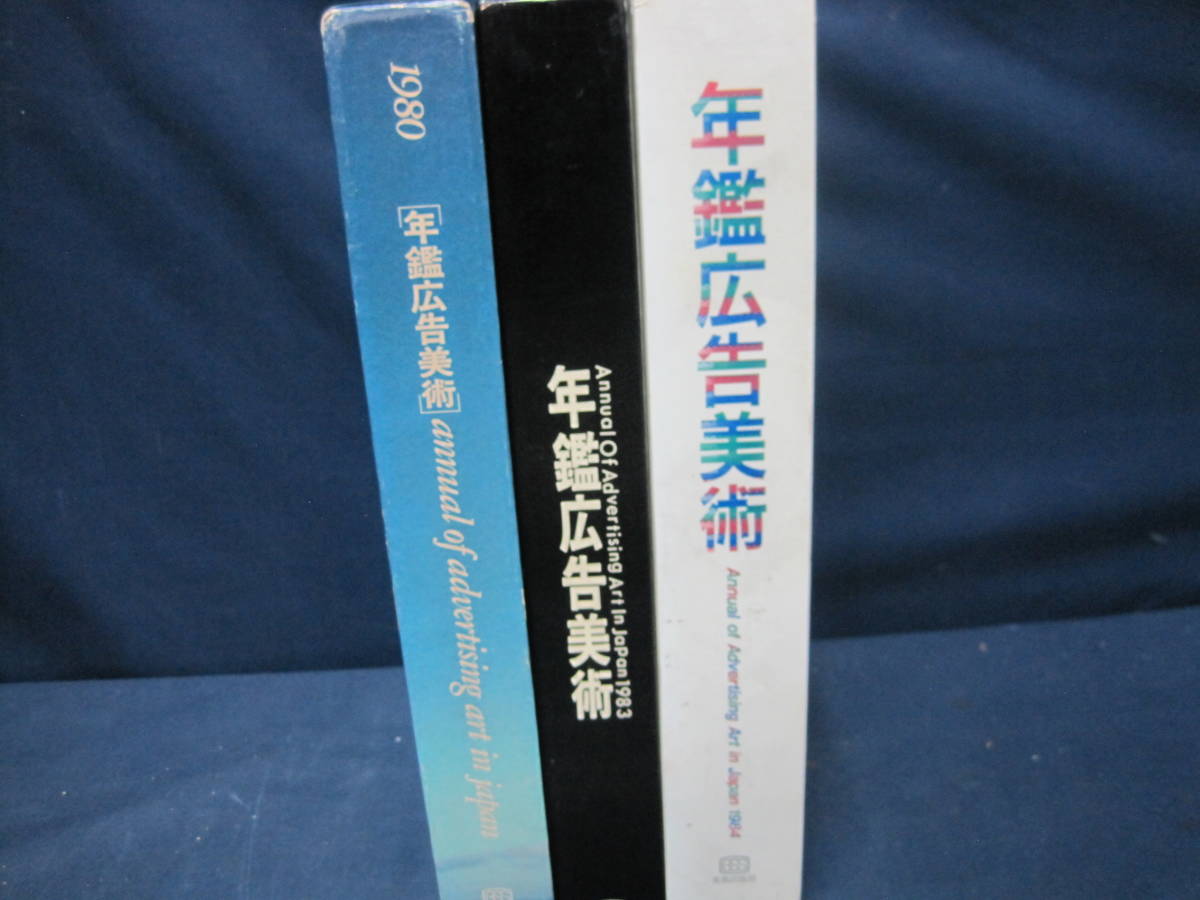 1980
［年鑑広告美術］annual of advertising art in japan
Annual Of Advertising Art In JaPan 1983
年鑑広告美術
年鑑広告美術
Annual of Advertising Art in Japan 1984